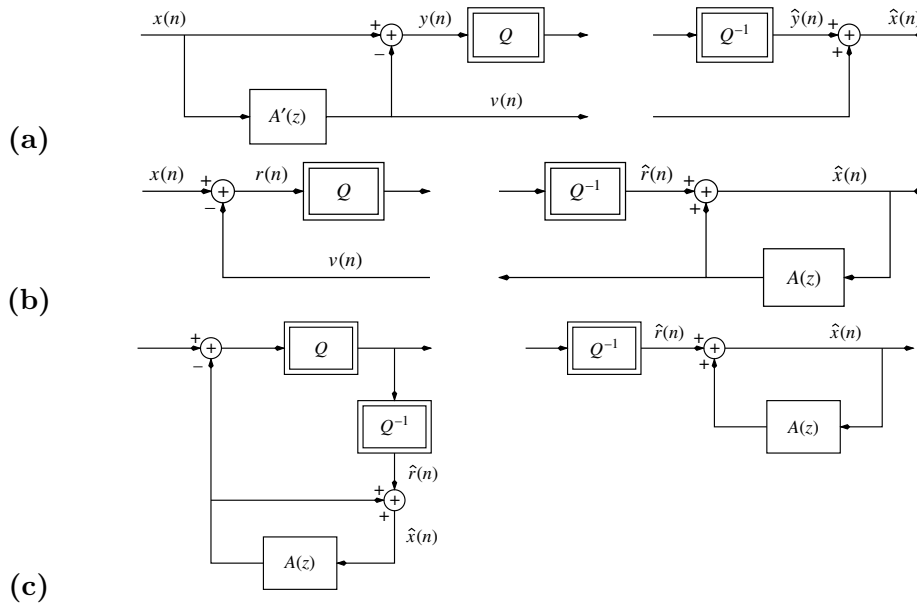 x(n) + y(n) Q Q⁻¹ ŷ(n) + x̂(n)
+ − + +
A′(z) v(n)
(a)
x(n) + r(n) Q Q⁻¹ r̂(n) + x̂(n)
+ − + +
v(n) A(z)
(b)
+ + − Q Q⁻¹ r̂(n) + + + x̂(n)
Q⁻¹ A(z)
r̂(n)
+ + +
x̂(n)
A(z)
(c)